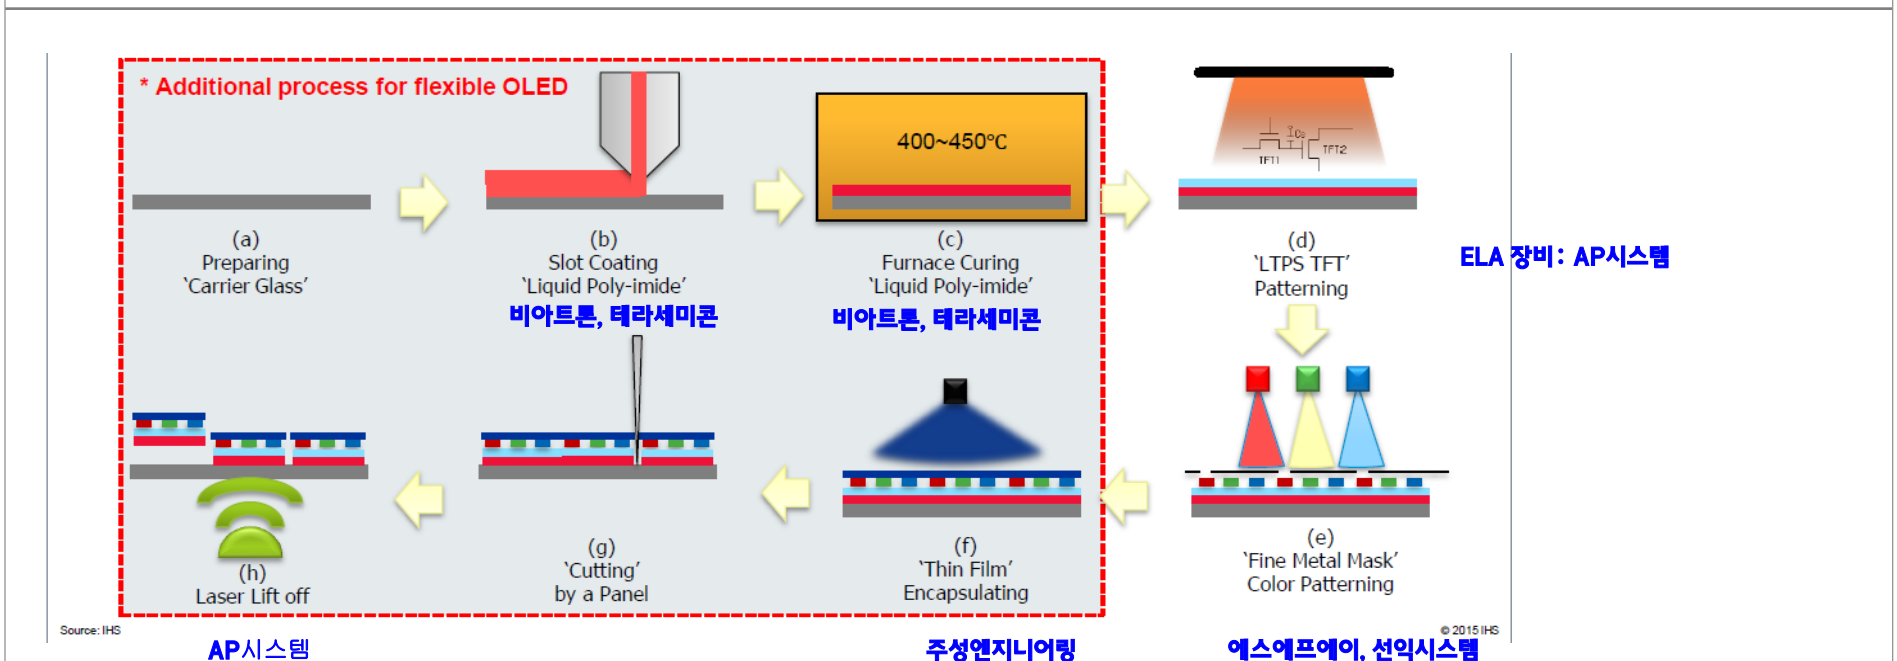 * Additional process for flexible OLED
400~450℃
Cs
TFT1
TFT2
(a)
Preparing
‘Carrier Glass’
(b)
Slot Coating
‘Liquid Poly-imide’
비아트론, 테라세미콘
(c)
Furnace Curing
‘Liquid Poly-imide’
비아트론, 테라세미콘
(d)
‘LTPS TFT’
Patterning
ELA 장비: AP시스템
(e)
‘Fine Metal Mask’
Color Patterning
(f)
‘Thin Film’
Encapsulating
(g)
‘Cutting’
by a Panel
(h)
Laser Lift off
Source: IHS
© 2015 IHS
AP시스템
주성엔지니어링
에스에프에이, 선익시스템